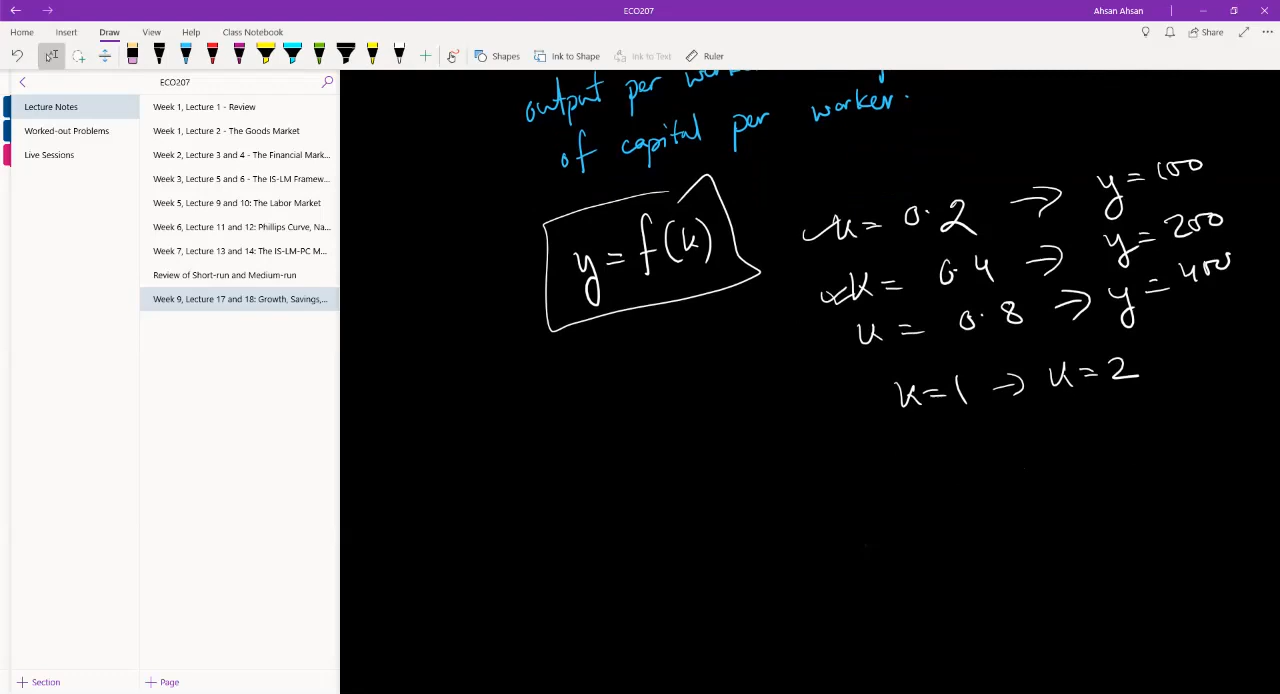 ECO207
Ahsan Ahsan
Home Insert Draw View Help Class Notebook
Share
Shapes Ink to Shape Ink to Text Ruler
ECO207
Lecture Notes
Worked-out Problems
Live Sessions
Week 1, Lecture 1 - Review
Week 1, Lecture 2 - The Goods Market
Week 2, Lecture 3 and 4 - The Financial Mark...
Week 3, Lecture 5 and 6 - The IS-LM Framew...
Week 5, Lecture 9 and 10: The Labor Market
Week 6, Lecture 11 and 12: Phillips Curve, Na...
Week 7, Lecture 13 and 14: The IS-LM-PC M...
Review of Short-run and Medium-run
Week 9, Lecture 17 and 18: Growth, Savings,...
+ Section
+ Page
output per
of capital per worker.
y = f(k)
k = 0.2 → y = 100
k = 0.4 → y = 200
k = 0.8 → y = 400
k = 1 → k = 2